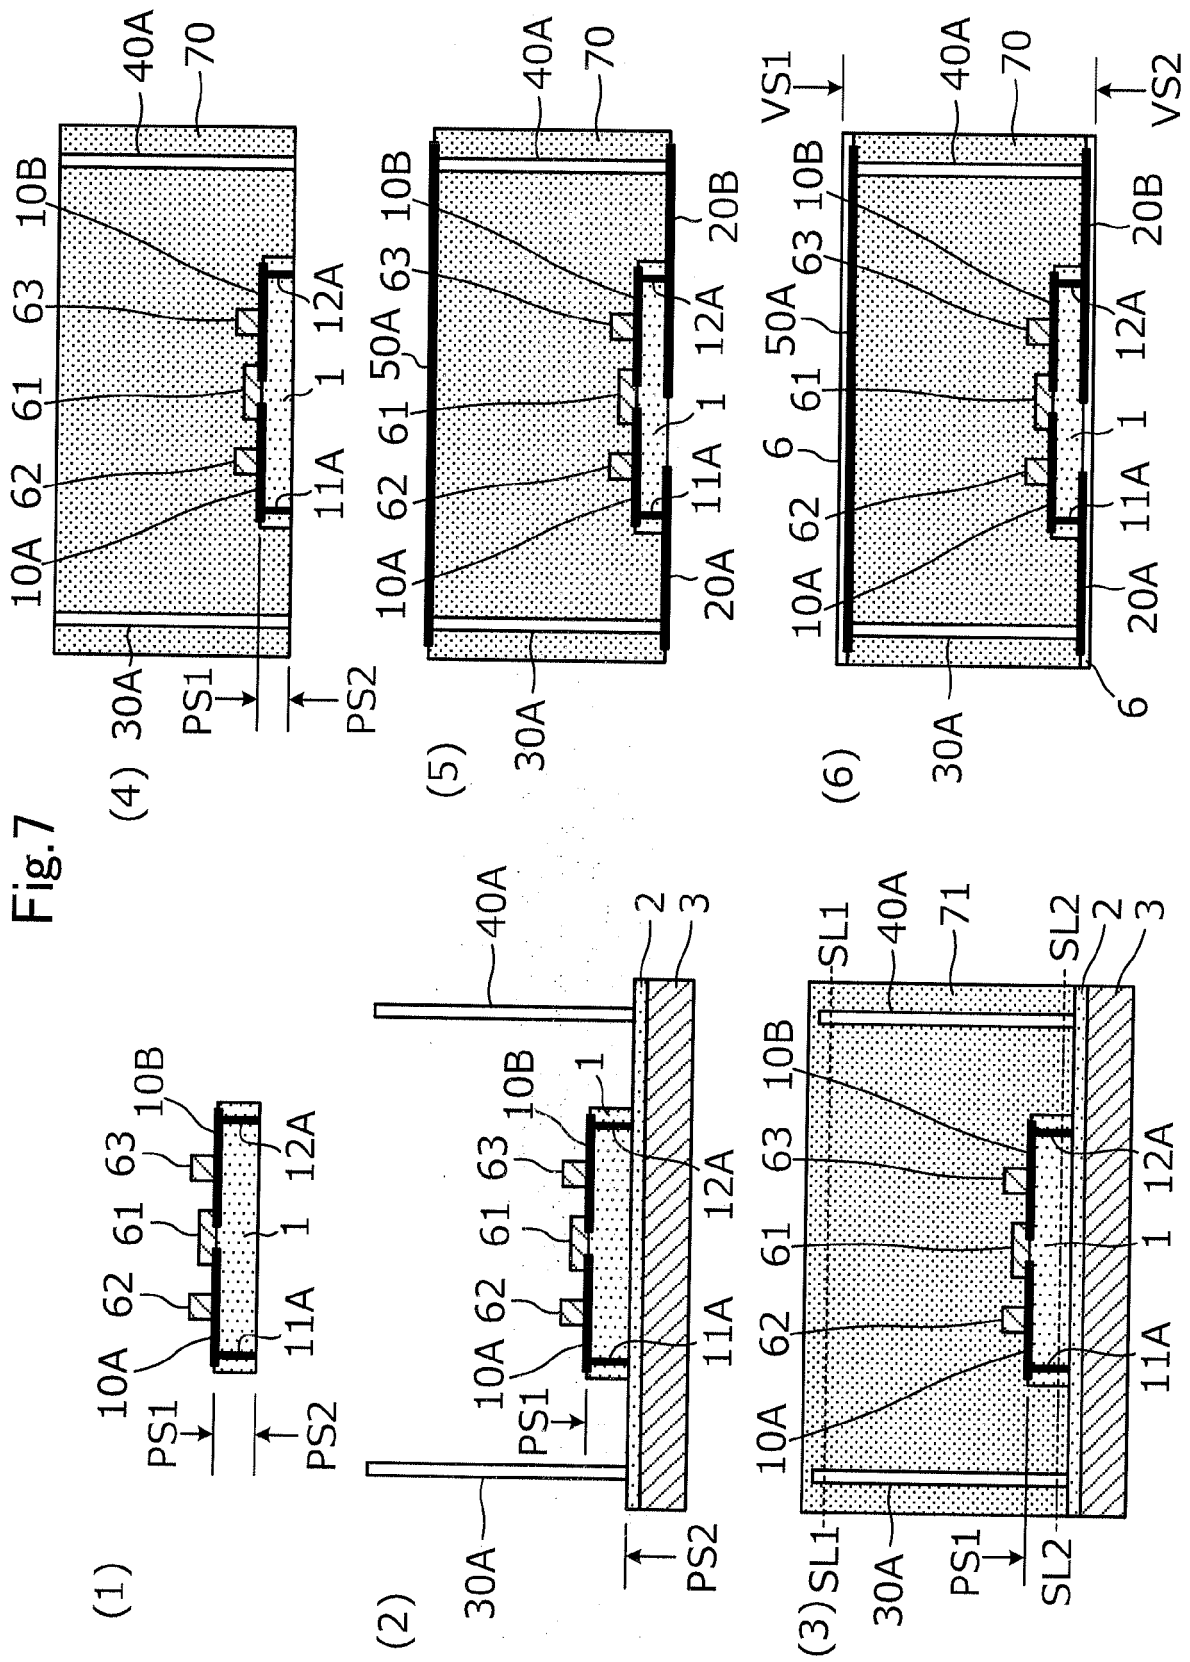 Fig.7
(1)
10A 62 61 63 10B
PS1
PS2
11A 1 12A
(2)
30A
40A
10A 62 61 63 10B 1
PS1
PS2
11A 12A
2
3
(3)
SL1 SL1
30A
40A
71
10A 62 61 63 10B
PS1
SL2 SL2
2
3
11A 1 12A
(4)
30A
10A 62 61 63 10B
40A
70
PS1
PS2
11A 1 12A
(5)
30A
10A 62 61 50A 63 10B
40A
70
20A 11A 1 12A 20B
(6)
30A
10A 62 6 61 50A 63 10B
VS1
40A
70
VS2
6 20A 11A 1 12A 20B